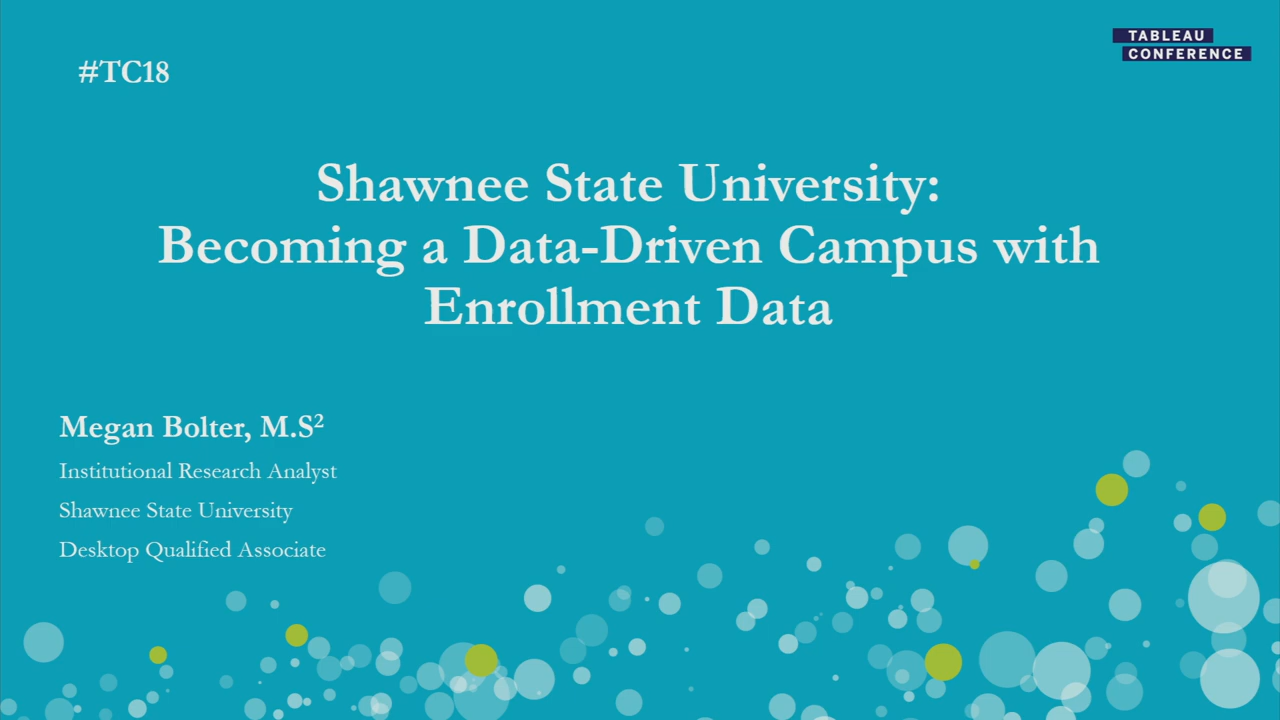 #TC18
TABLEAU
CONFERENCE
Shawnee State University:
Becoming a Data-Driven Campus with
Enrollment Data
Megan Bolter, M.S²
Institutional Research Analyst
Shawnee State University
Desktop Qualified Associate